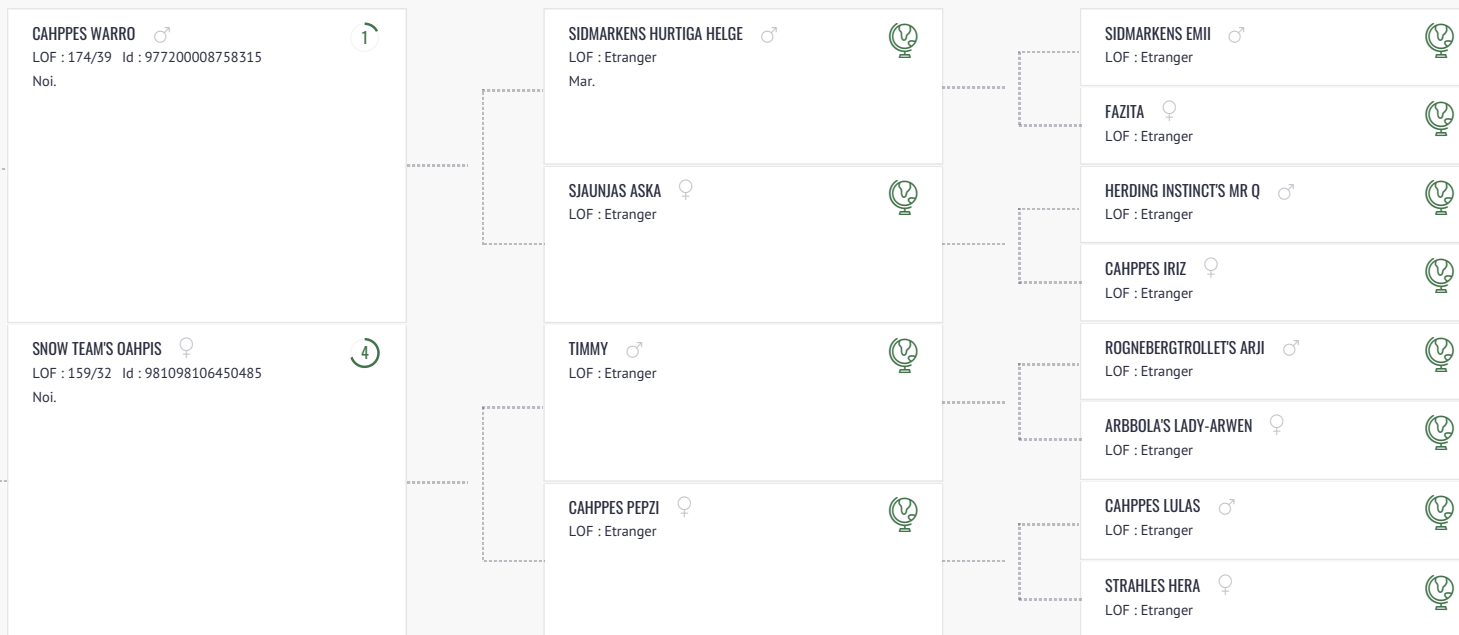 CAHPPES WARRO
1
LOF : 174/39 Id : 977200008758315
Noi.
SNOW TEAM'S OAHPIS
4
LOF : 159/32 Id : 981098106450485
Noi.
SIDMARKENS HURTIGA HELGE
LOF : Etranger
Mar.
SJAUNJAS ASKA
LOF : Etranger
TIMMY
LOF : Etranger
CAHPPES PEPZI
LOF : Etranger
SIDMARKENS EMII
LOF : Etranger
FAZITA
LOF : Etranger
HERDING INSTINCT'S MR Q
LOF : Etranger
CAHPPES IRIZ
LOF : Etranger
ROGNEBERGTROLLET'S ARJI
LOF : Etranger
ARBBOLA'S LADY-ARWEN
LOF : Etranger
CAHPPES LULAS
LOF : Etranger
STRAHLES HERA
LOF : Etranger